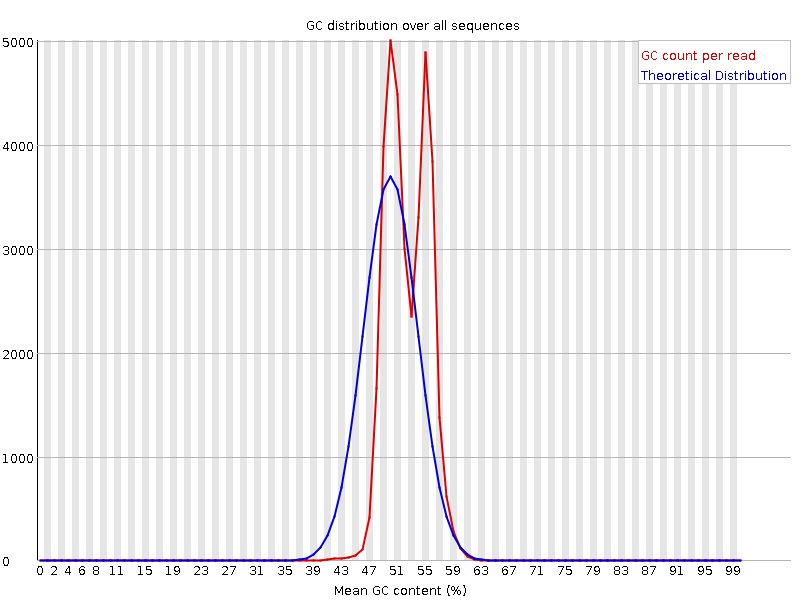 GC distribution over all sequences
GC count per read
Theoretical Distribution
5000
4000
3000
2000
1000
0
0 2 4 6 8 11 15 19 23 27 31 35 39 43 47 51 55 59 63 67 71 75 79 83 87 91 95 99
Mean GC content (%)